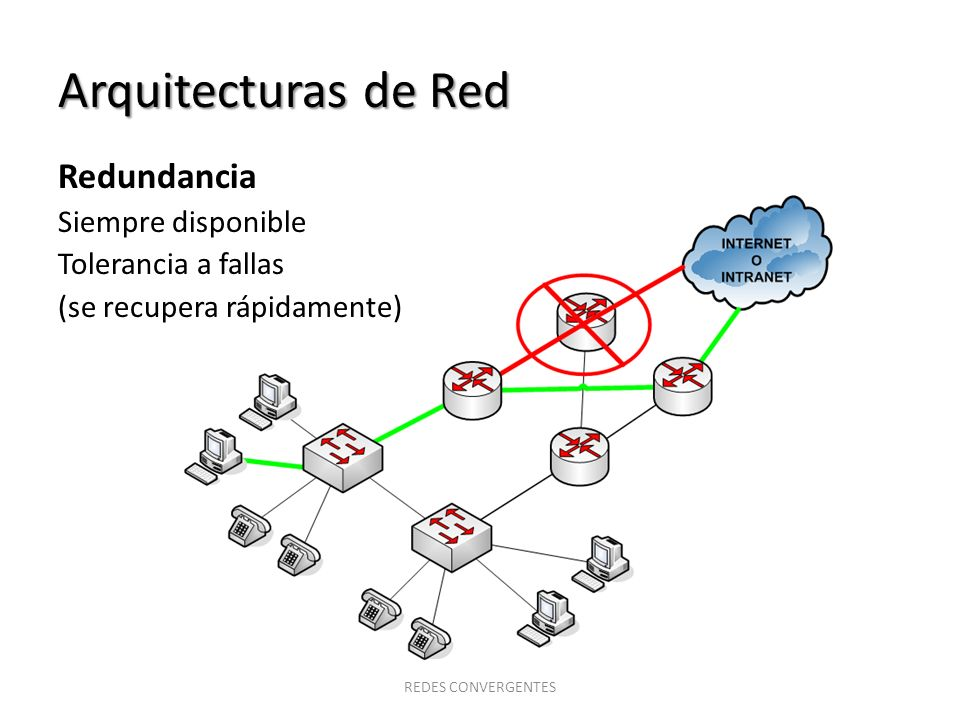 Arquitecturas de Red
Redundancia
Siempre disponible
Tolerancia a fallas
(se recupera rápidamente)
INTERNET
O
INTRANET
REDES CONVERGENTES